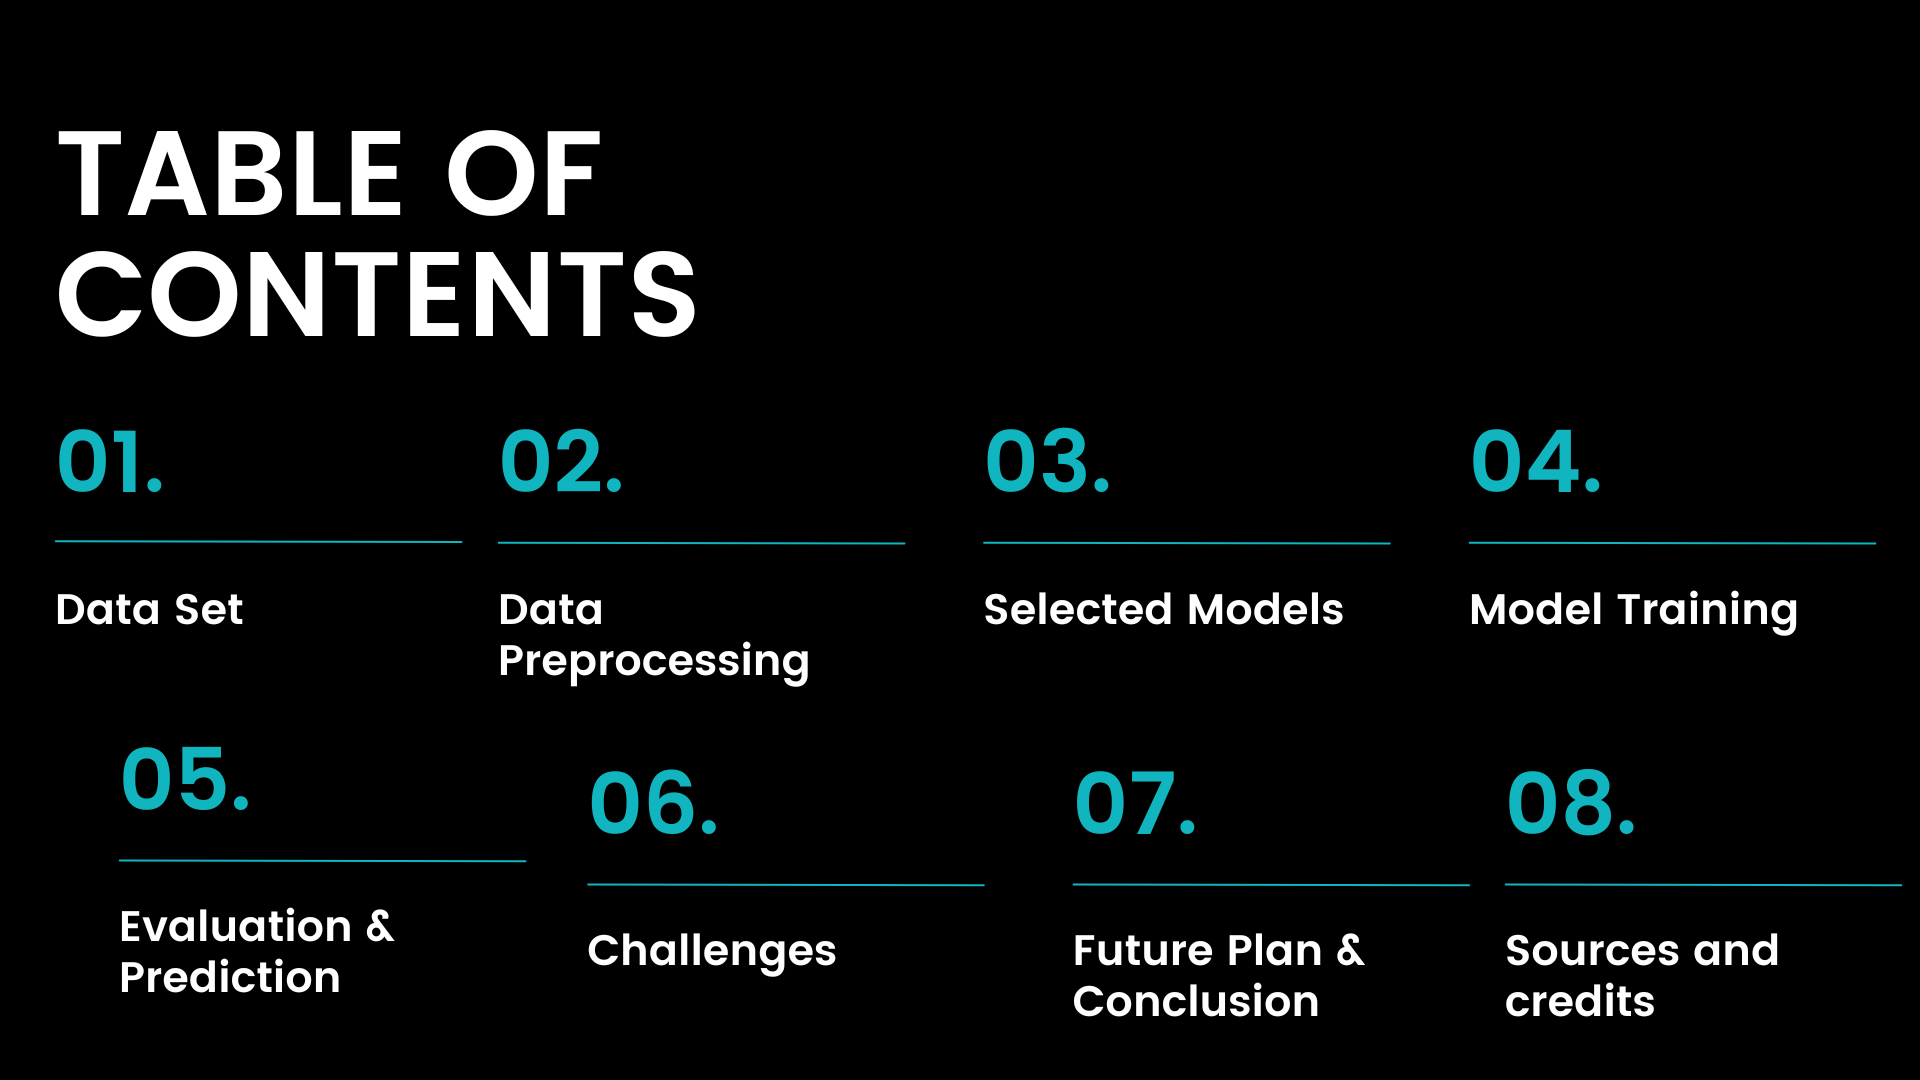 TABLE OF
CONTENTS
01.
Data Set
02.
Data
Preprocessing
03.
Selected Models
04.
Model Training
05.
Evaluation &
Prediction
06.
Challenges
07.
Future Plan &
Conclusion
08.
Sources and
credits